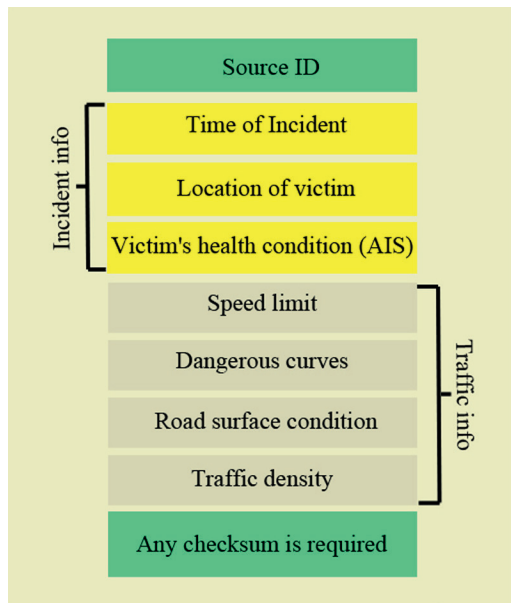 Source ID
Incident info
Time of Incident
Location of victim
Victim's health condition (AIS)
Speed limit
Dangerous curves
Road surface condition
Traffic density
Traffic info
Any checksum is required